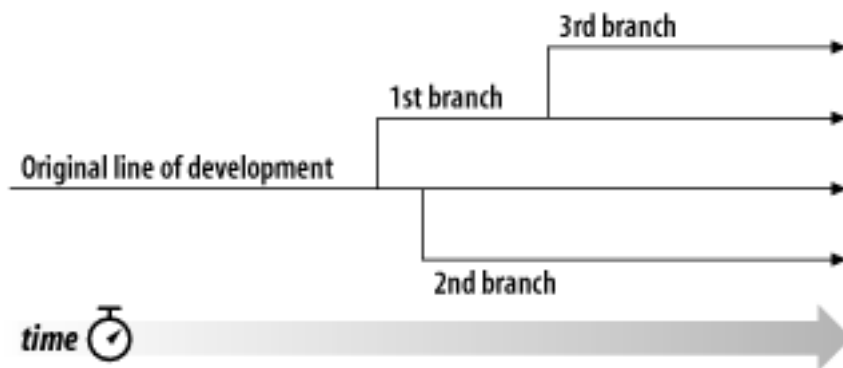 3rd branch
1st branch
Original line of development
2nd branch
time